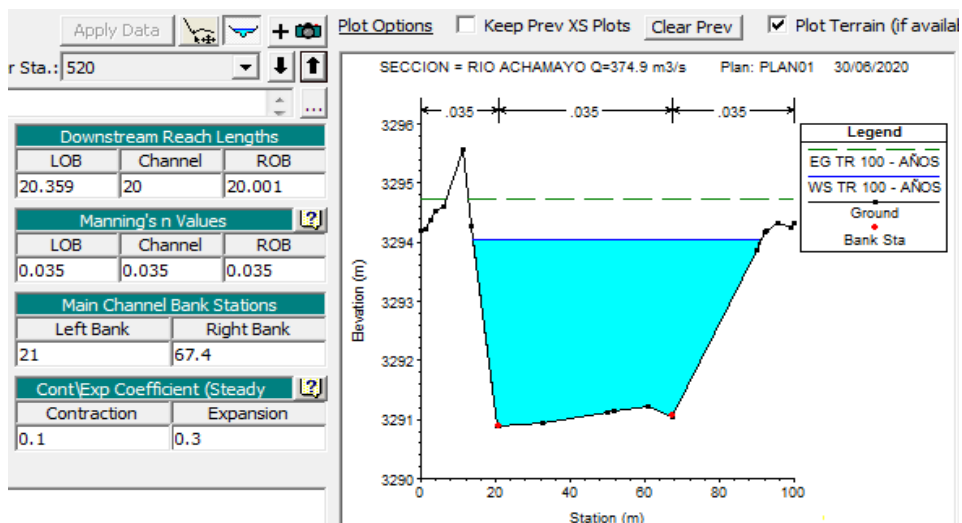 Apply Data
Plot Options Keep Prev XS Plots Clear Prev Plot Terrain (if availal
r Sta.: 520
...
Downstream Reach Lengths
LOB Channel ROB
20.359 20 20.001
Manning's n Values
LOB Channel ROB
0.035 0.035 0.035
Main Channel Bank Stations
Left Bank Right Bank
21 67.4
Cont\Exp Coefficient (Steady
Contraction Expansion
0.1 0.3
SECCION = RIO ACHAMAYO Q=374.9 m3/s Plan: PLAN01 30/06/2020
.035 .035 .035
3296
3295
3294
3293
3292
3291
3290
Elevation (m)
0 20 40 60 80 100
Station (m)
Legend
EG TR 100 - AÑOS
WS TR 100 - AÑOS
Ground
Bank Sta